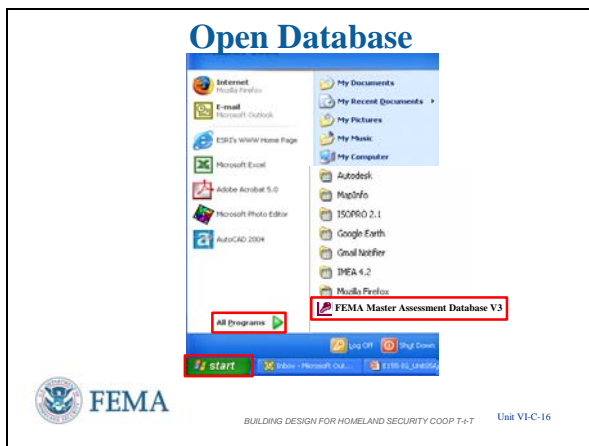 Open Database
Internet
Mozilla Firefox
E-mail
Microsoft Outlook
ESRI's WWW Home Page
Microsoft Excel
Adobe Acrobat 5.0
Microsoft Photo Editor
AutoCAD 2004
All Programs
My Documents
My Recent Documents
My Pictures
My Music
My Computer
Autodesk
MapInfo
ISOPRO 2.1
Google Earth
Gmail Notifier
IMEA 4.2
Mozilla Firefox
FEMA Master Assessment Database V3
Log Off
Shut Down
start
Inbox - Microsoft Out...
FEMA
BUILDING DESIGN FOR HOMELAND SECURITY COOP T-t-T
Unit VI-C-16